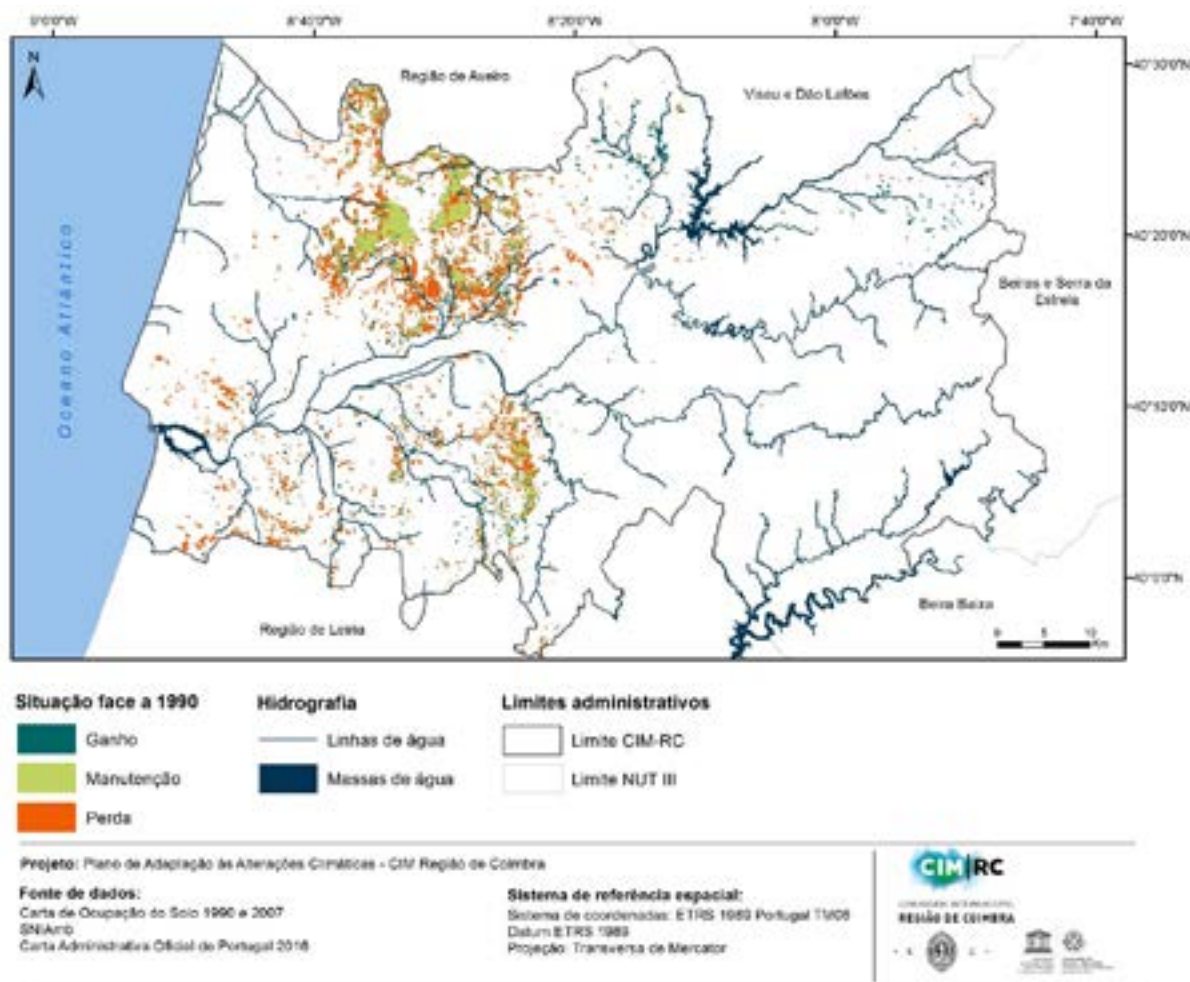 9°0'0"W 8°40'0"W 8°20'0"W 8°0'0"W 7°40'0"W
N
Região de Aveiro
Viseu e Dão Lafões
40°30'0"N
40°20'0"N
Beiras e Serra da
Estrela
Oceano Atlântico
40°10'0"N
40°0'0"N
Beira Baixa
Região de Leiria
0 5 10
Km
Situação face a 1990
Ganho
Manutenção
Perda
Hidrografia
Linhas de água
Massas de água
Limites administrativos
Limite CIM-RC
Limite NUT III
Projeto: Plano de Adaptação às Alterações Climáticas - CIM Região de Coimbra
Fonte de dados:
Carta de Ocupação do Solo 1990 e 2007
SNIAmb
Carta Administrativa Oficial de Portugal 2016
Sistema de referência espacial:
Sistema de coordenadas: ETRS 1989 Portugal TM06
Datum ETRS 1989
Projeção: Transversa de Mercator
CIM|RC
COMUNIDADE INTERMUNICIPAL
REGIÃO DE COIMBRA